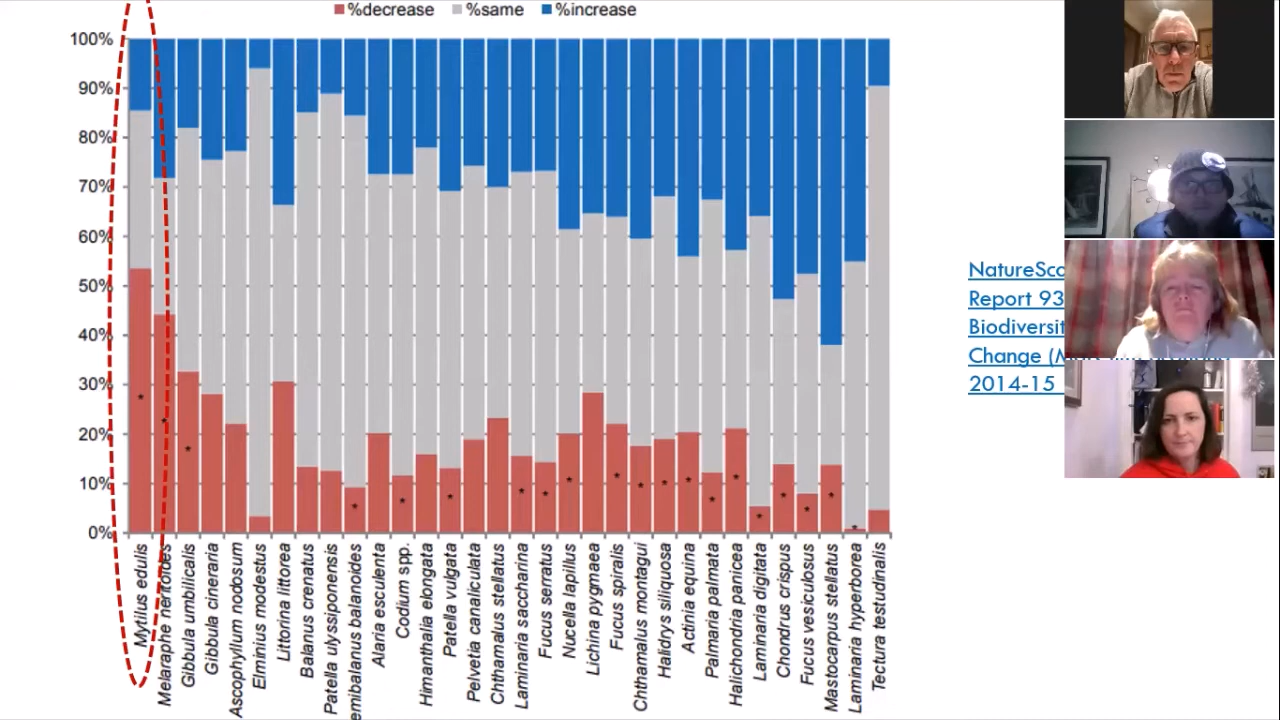 %decrease %same %increase
100%
90%
80%
70%
60%
50%
40%
30%
20%
10%
0%
Mytilus edulis
Melaraphe neritoides
Gibbula umbilicalis
Gibbula cineraria
Ascophyllum nodosum
Elminius modestus
Littorina littorea
Balanus crenatus
Patella ulyssiponensis
emibalanus balanoides
Alaria esculenta
Codium spp.
Himanthalia elongata
Patella vulgata
Pelvetia canaliculata
Chthamalus stellatus
Laminaria saccharina
Fucus serratus
Nucella lapillus
Lichina pygmaea
Fucus spiralis
Chthamalus montagui
Halidrys siliquosa
Actinia equina
Palmaria palmata
Halichondria panicea
Laminaria digitata
Chondrus crispus
Fucus vesiculosus
Mastocarpus stellatus
Laminaria hyperborea
Tectura testudinalis
NatureSco
Report 93
Biodiversit
Change
2014-15